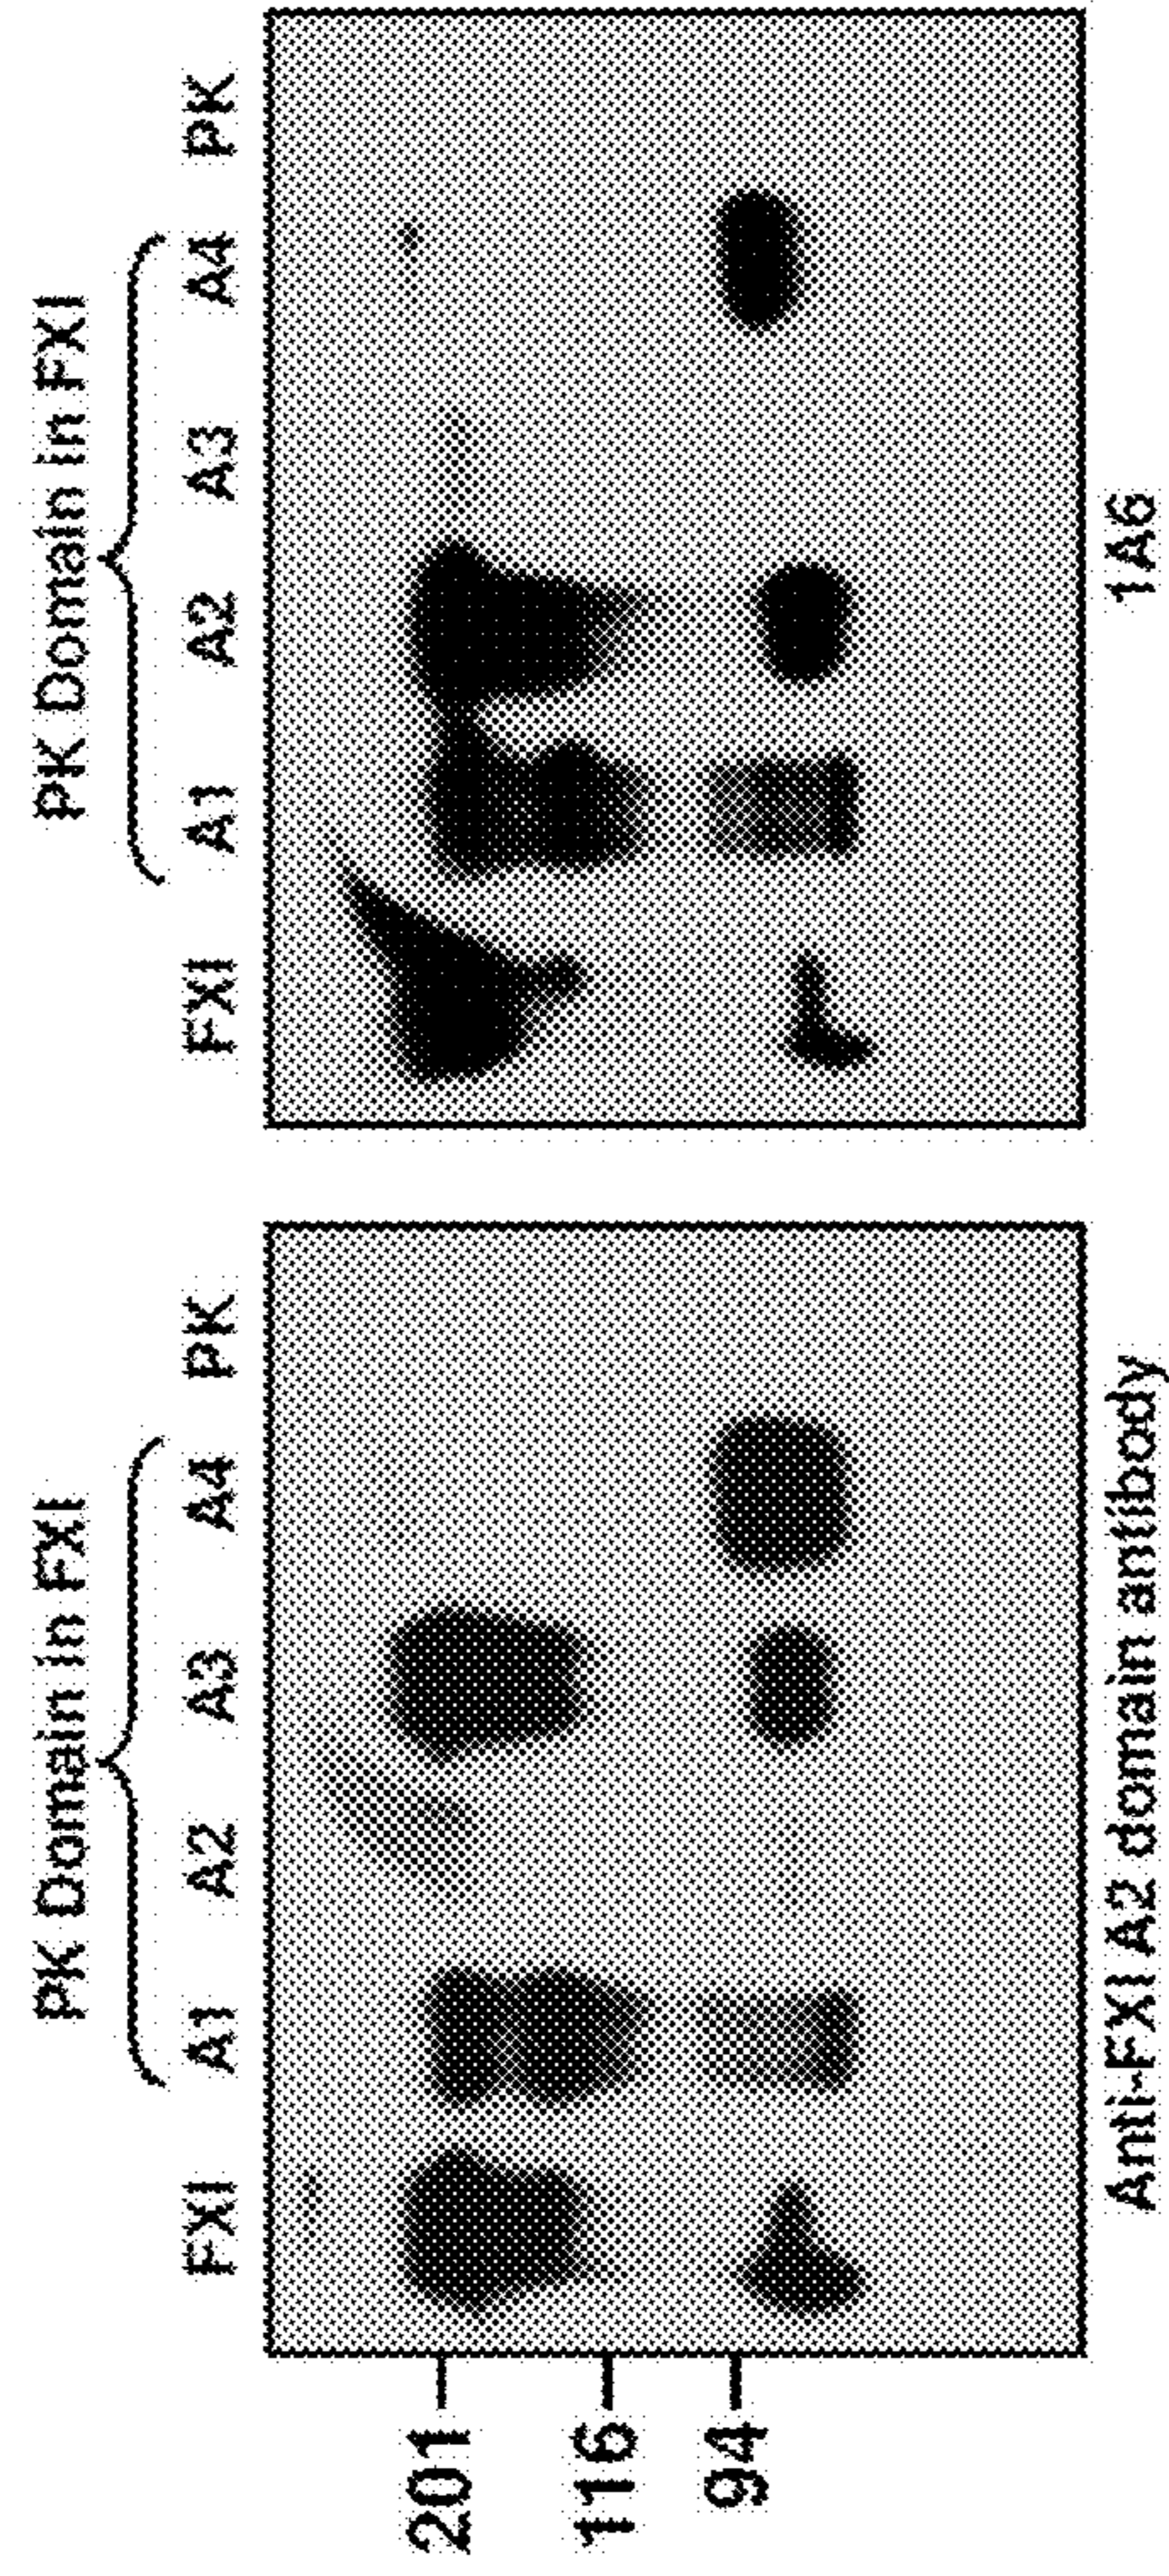 PK Domain in FXI
FXI A1 A2 A3 A4 PK
201
116
94
Anti-FXI A2 domain antibody
PK Domain in FXI
FXI A1 A2 A3 A4 PK
1A6